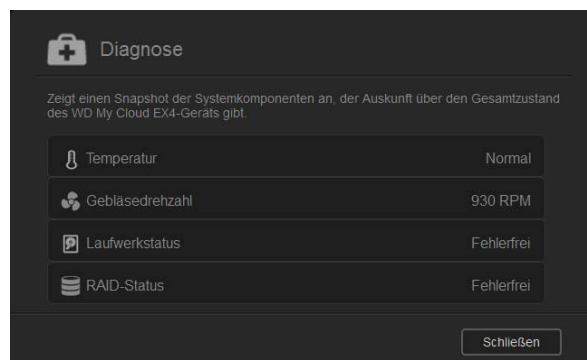 Diagnose
Zeigt einen Snapshot der Systemkomponenten an, der Auskunft über den Gesamtzustand
des WD My Cloud EX4-Geräts gibt.
Temperatur Normal
Gebläsedrehzahl 930 RPM
Laufwerkstatus Fehlerfrei
RAID-Status Fehlerfrei
Schließen